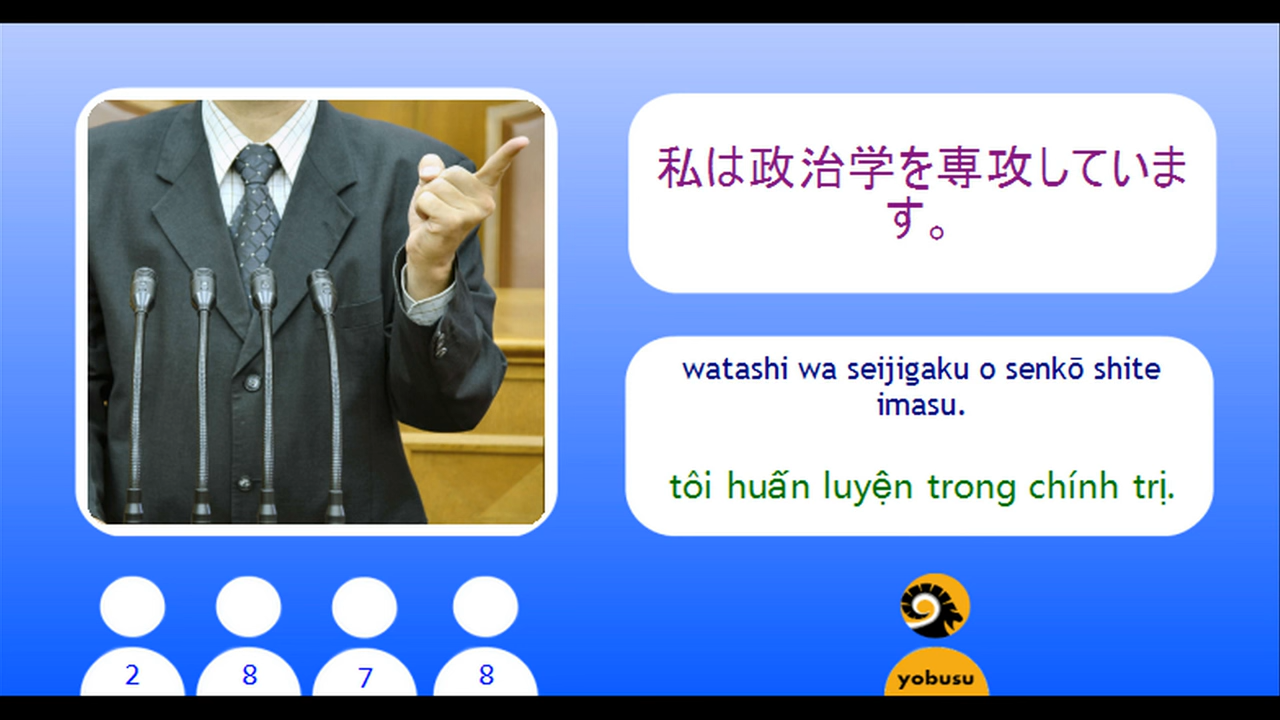 私は政治学を専攻していま
す。
watashi wa seijigaku o senkō shite
imasu.
tôi huấn luyện trong chính trị.
2 8 7 8
yobusu